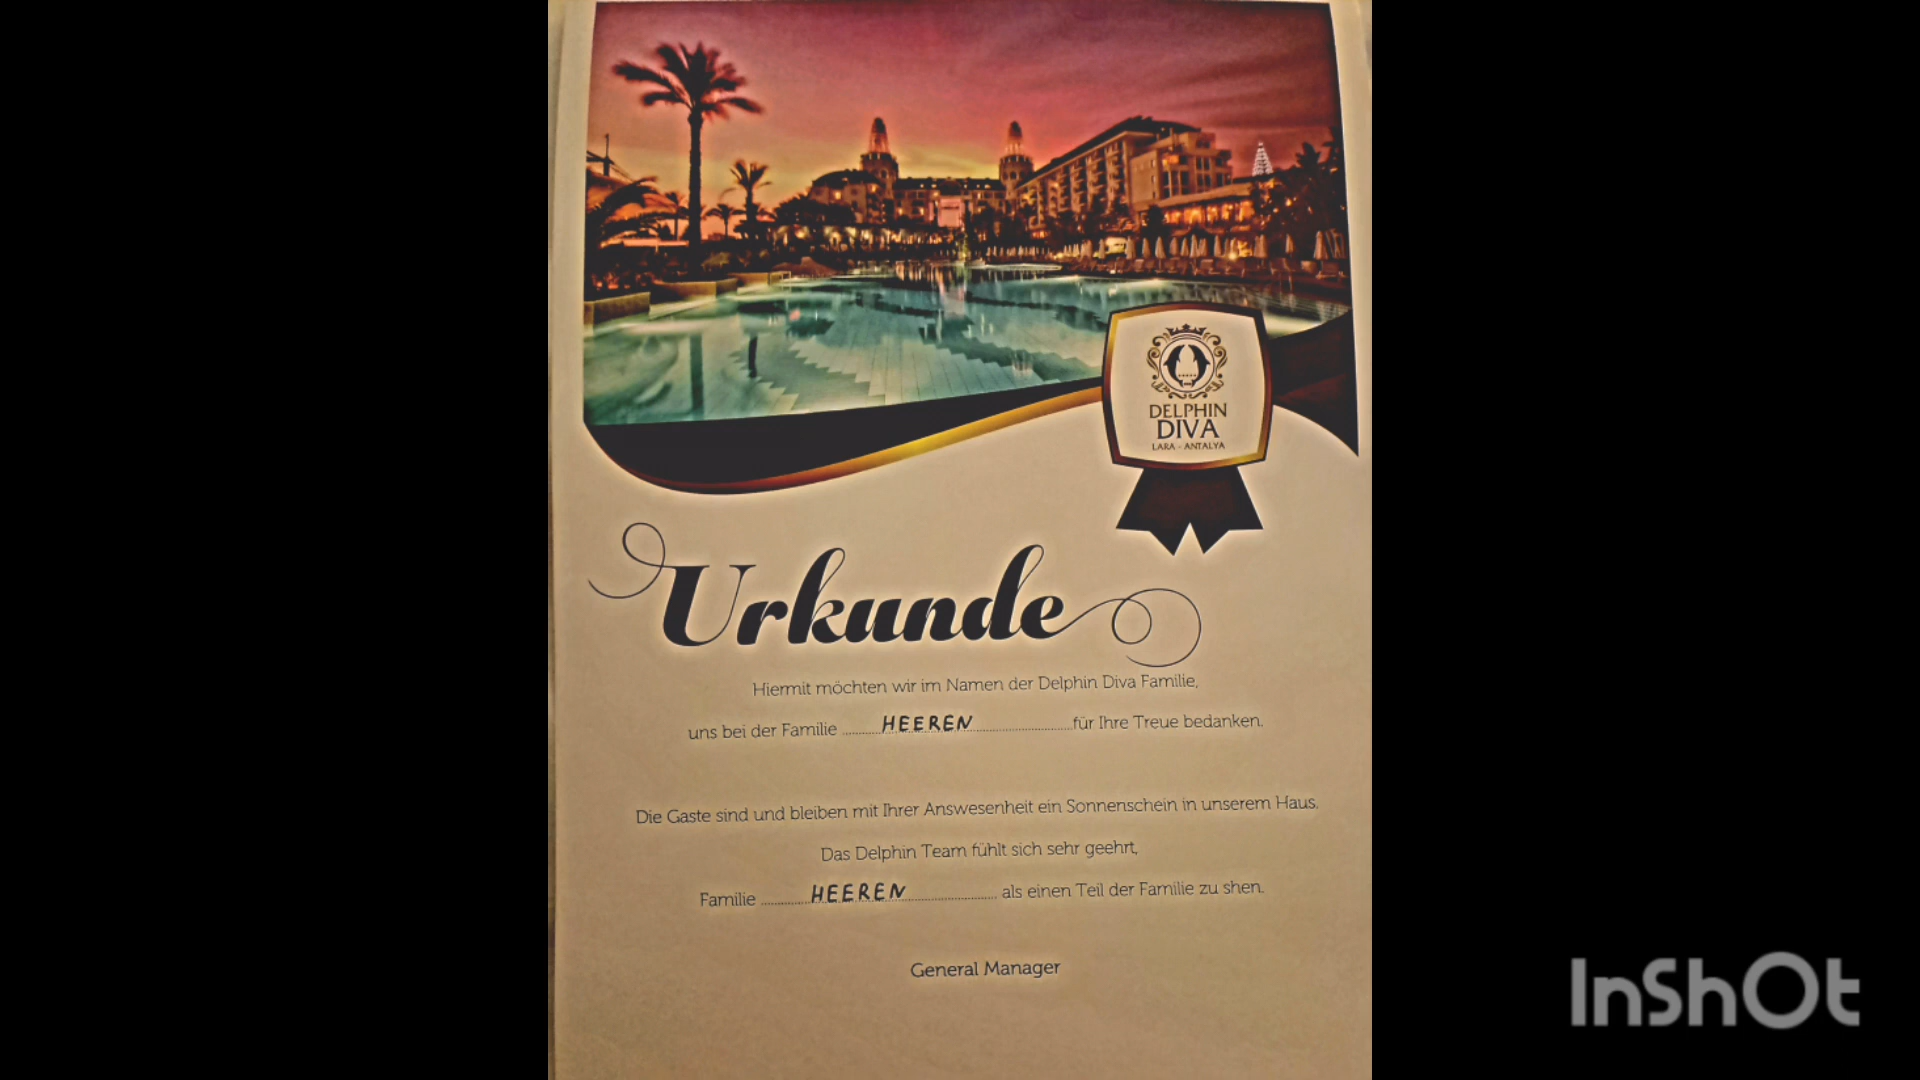 DELPHIN
DIVA
LARA - ANTALYA
Urkunde
Hiermit möchten wir im Namen der Delphin Diva Familie,
uns bei der Familie HEEREN für Ihre Treue bedanken.
Die Gaste sind und bleiben mit Ihrer Answesenheit ein Sonnenschein in unserem Haus.
Das Delphin Team fühlt sich sehr geehrt,
Familie HEEREN als einen Teil der Familie zu shen.
General Manager
InShOt